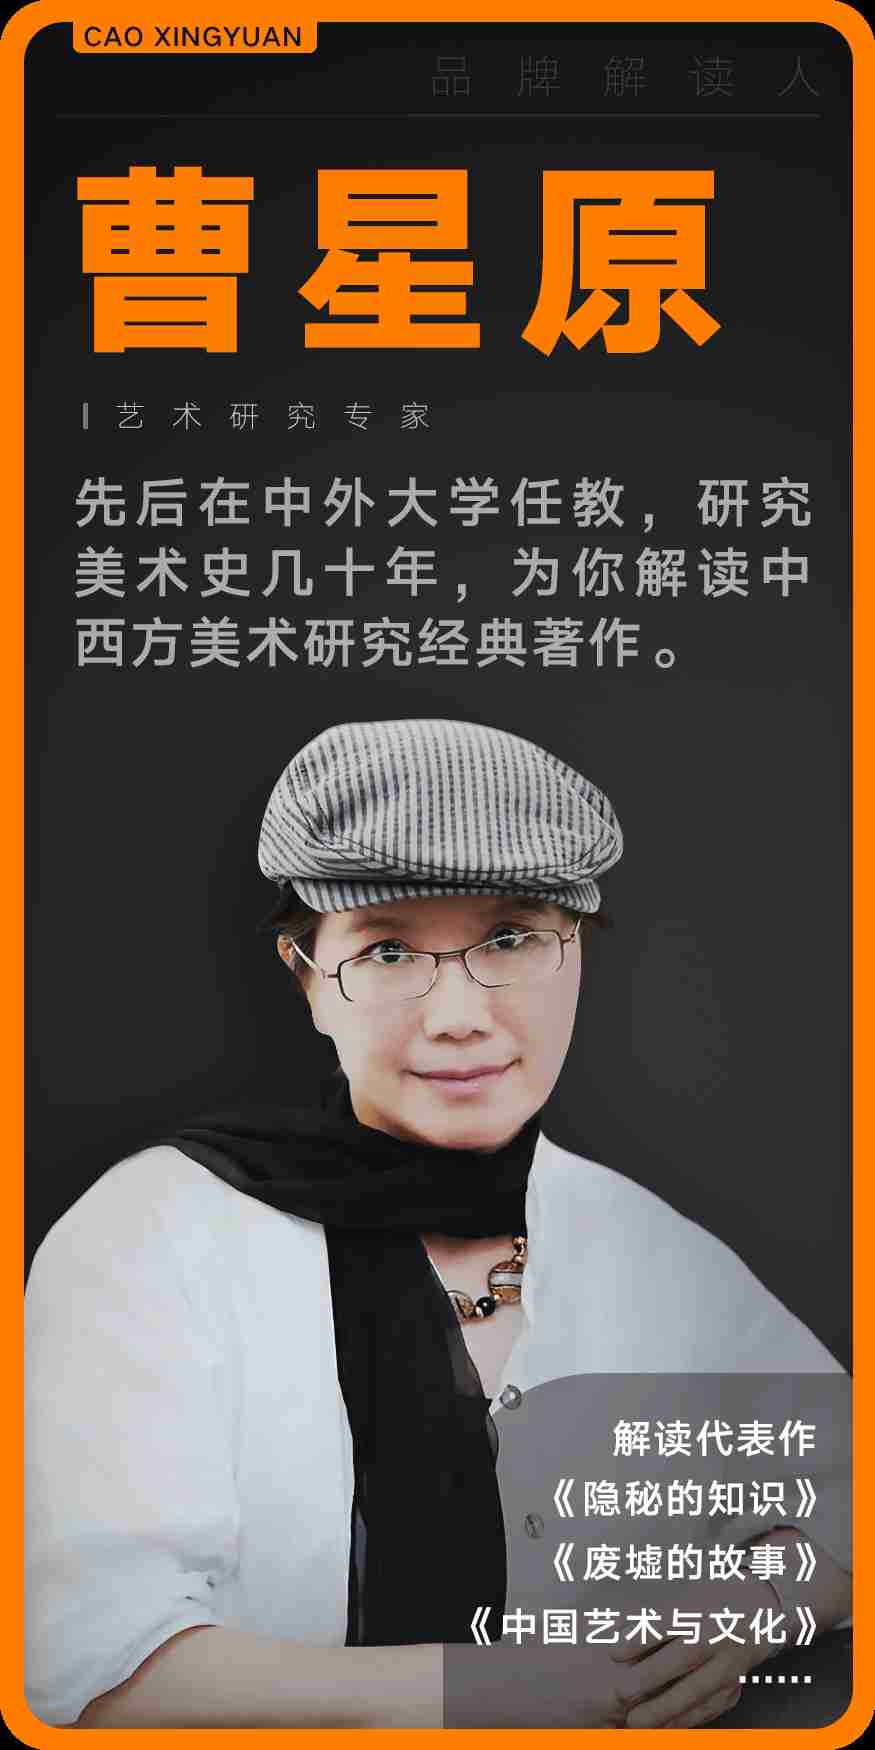 CAO XINGYUAN
品牌解读人
曹星原
艺术研究专家
先后在中外大学任教，研究
美术史几十年，为你解读中
西方美术研究经典著作。
解读代表作
《隐秘的知识》
《废墟的故事》
《中国艺术与文化》
......